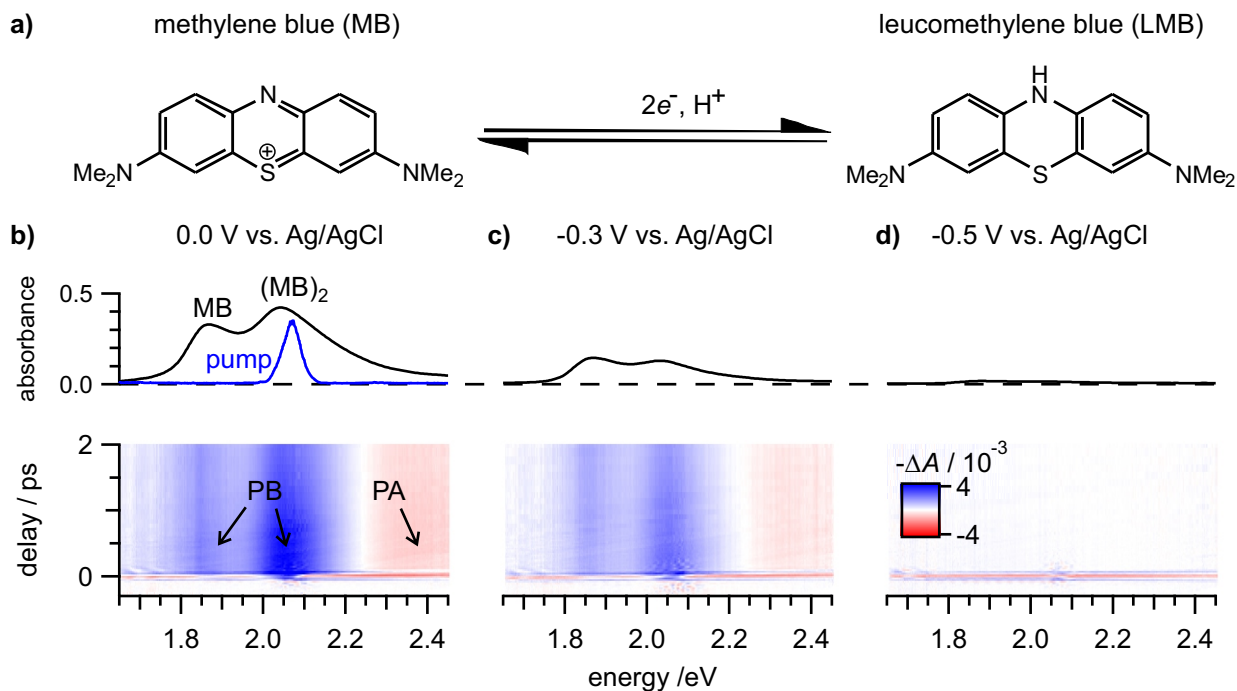 a) methylene blue (MB) leucomethylene blue (LMB)
N
S
⊕
Me₂N NMe₂
2e⁻, H⁺
H
N
S
Me₂N NMe₂
b) 0.0 V vs. Ag/AgCl c) -0.3 V vs. Ag/AgCl d) -0.5 V vs. Ag/AgCl
absorbance
0.5
0.0
MB (MB)₂
pump
delay / ps
2
0
PB PA
-ΔA / 10⁻³
4
-4
1.8 2.0 2.2 2.4 1.8 2.0 2.2 2.4 1.8 2.0 2.2 2.4
energy /eV